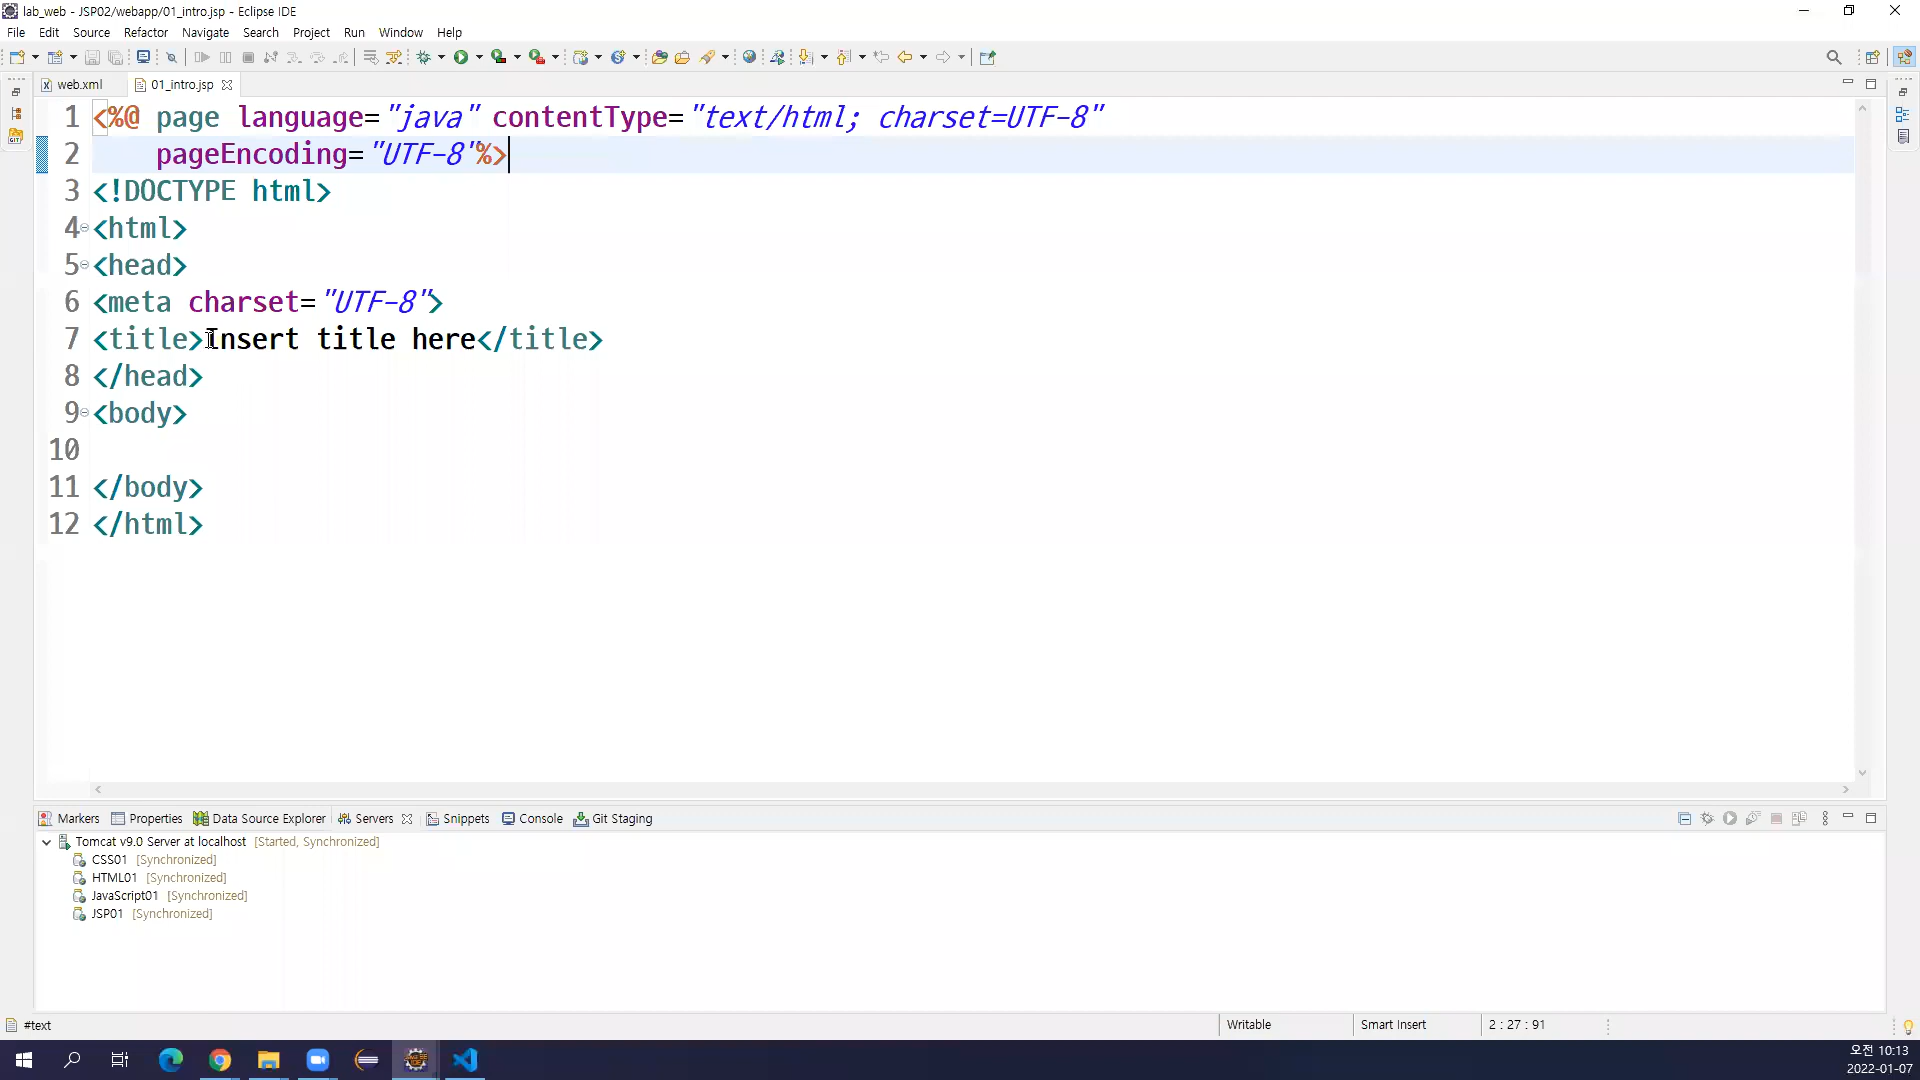 lab_web - JSP02/webapp/01_intro.jsp - Eclipse IDE
File Edit Source Refactor Navigate Search Project Run Window Help
web.xml 01_intro.jsp
1 <%@ page language="java" contentType="text/html; charset=UTF-8"
2 pageEncoding="UTF-8"%>
3 <!DOCTYPE html>
4 <html>
5 <head>
6 <meta charset="UTF-8">
7 <title>Insert title here</title>
8 </head>
9 <body>
10
11 </body>
12 </html>
Markers Properties Data Source Explorer Servers Snippets Console Git Staging
Tomcat v9.0 Server at localhost [Started, Synchronized]
CSS01 [Synchronized]
HTML01 [Synchronized]
JavaScript01 [Synchronized]
JSP01 [Synchronized]
#text Writable Smart Insert 2 : 27 : 91
오전 10:13
2022-01-07